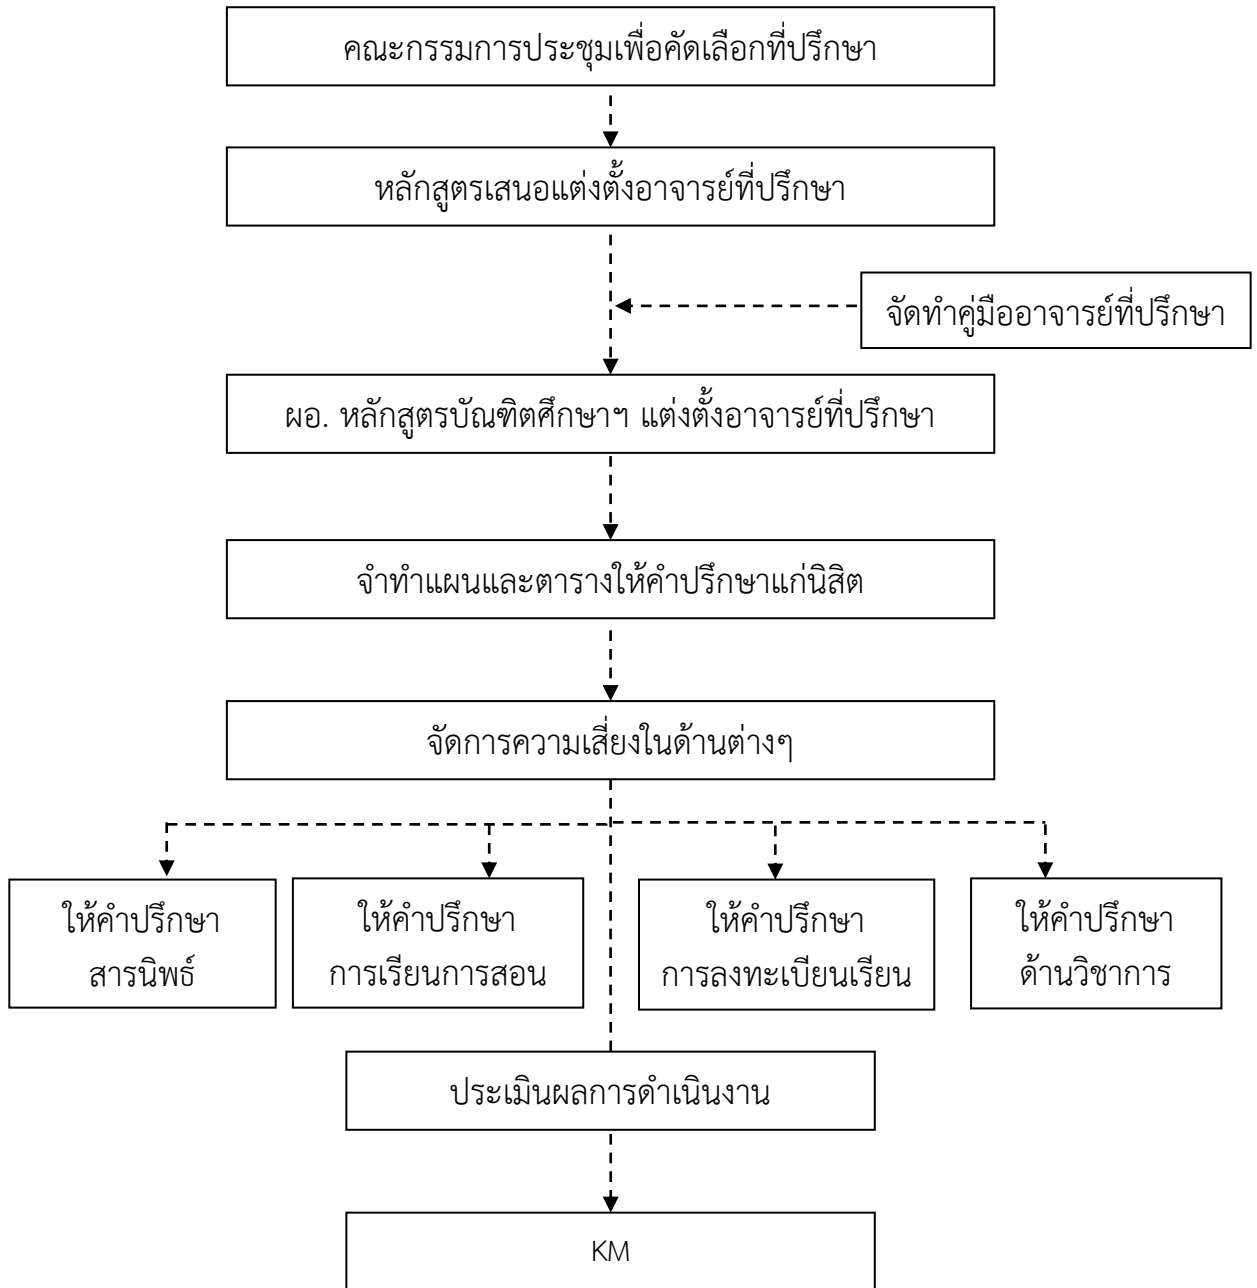 คณะกรรมการประชุมเพื่อคัดเลือกที่ปรึกษา
หลักสูตรเสนอแต่งตั้งอาจารย์ที่ปรึกษา
จัดทำคู่มืออาจารย์ที่ปรึกษา
ผอ. หลักสูตรบัณฑิตศึกษาฯ แต่งตั้งอาจารย์ที่ปรึกษา
จำทำแผนและตารางให้คำปรึกษาแก่นิสิต
จัดการความเสี่ยงในด้านต่างๆ
ให้คำปรึกษา
สารนิพธ์
ให้คำปรึกษา
การเรียนการสอน
ให้คำปรึกษา
การลงทะเบียนเรียน
ให้คำปรึกษา
ด้านวิชาการ
ประเมินผลการดำเนินงาน
KM